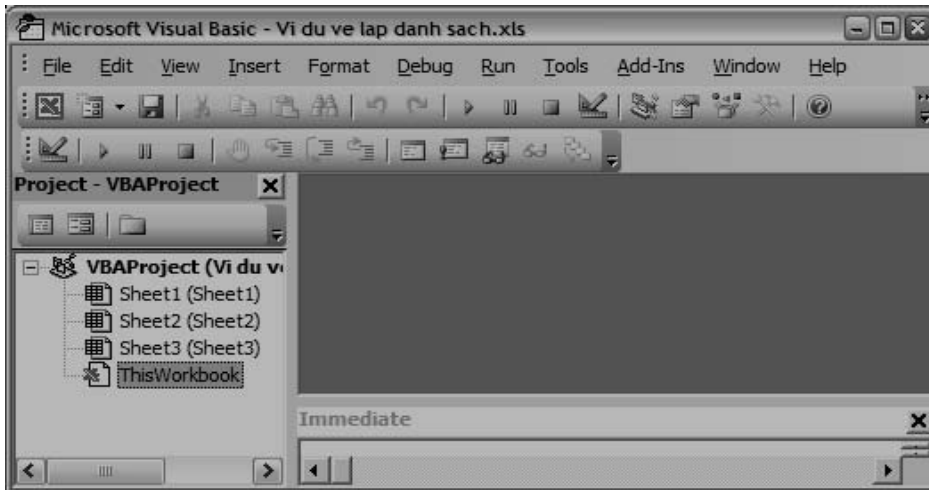 Microsoft Visual Basic - Vi du ve lap danh sach.xls
File Edit View Insert Format Debug Run Tools Add-Ins Window Help
Project - VBAProject
VBAProject (Vi du v
Sheet1 (Sheet1)
Sheet2 (Sheet2)
Sheet3 (Sheet3)
ThisWorkbook
Immediate